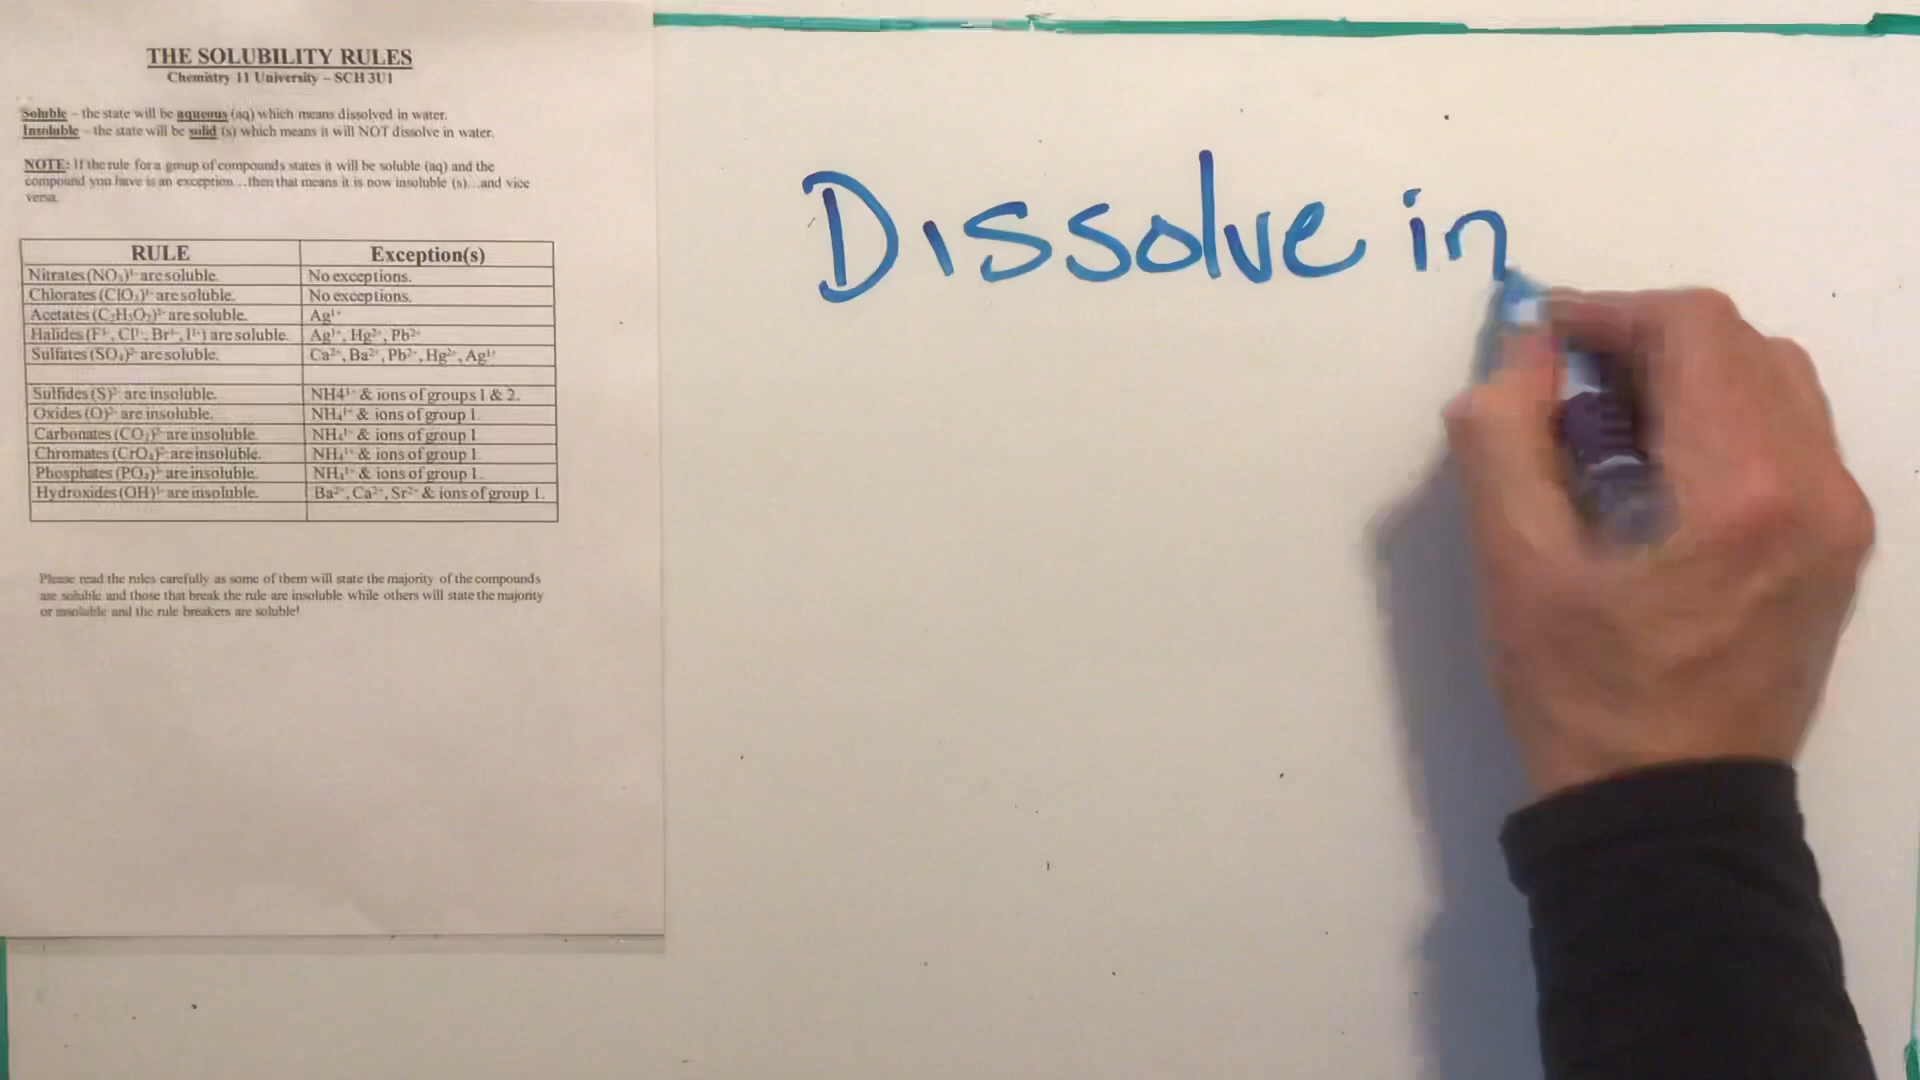 THE SOLUBILITY RULES
Chemistry 11 University – SCH3U1
Soluble – the state will be aqueous (aq) which means dissolved in water.
Insoluble – the state will be solid (s) which means it will NOT dissolve in water.
NOTE: If the rule for a group of compounds states it will be soluble (aq) and the
compound you have is an exception...then that means it is now insoluble (s)...and vice
versa.
RULE Exception(s)
Nitrates (NO₃)¹⁻ are soluble. No exceptions.
Chlorates (ClO₃)¹⁻ are soluble. No exceptions.
Acetates (C₂H₃O₂)¹⁻ are soluble. Ag¹⁺
Halides (F¹⁻, Cl¹⁻, Br¹⁻, I¹⁻) are soluble. Ag¹⁺, Hg²⁺, Pb²⁺
Sulfates (SO₄)²⁻ are soluble. Ca²⁺, Ba²⁺, Pb²⁺, Hg²⁺, Ag¹⁺
Sulfides (S)²⁻ are insoluble. NH4¹⁺ & ions of groups 1 & 2.
Oxides (O)²⁻ are insoluble. NH₄¹⁺ & ions of group 1.
Carbonates (CO₃)²⁻ are insoluble. NH₄¹⁺ & ions of group 1
Chromates (CrO₄)²⁻ are insoluble. NH₄¹⁺ & ions of group 1.
Phosphates (PO₄)³⁻ are insoluble. NH₄¹⁺ & ions of group 1.
Hydroxides (OH)¹⁻ are insoluble. Ba²⁺, Ca²⁺, Sr²⁺ & ions of group 1.
Please read the rules carefully as some of them will state the majority of the compounds
are soluble and those that break the rule are insoluble while others will state the majority
or insoluble and the rule breakers are soluble!
Dissolve in